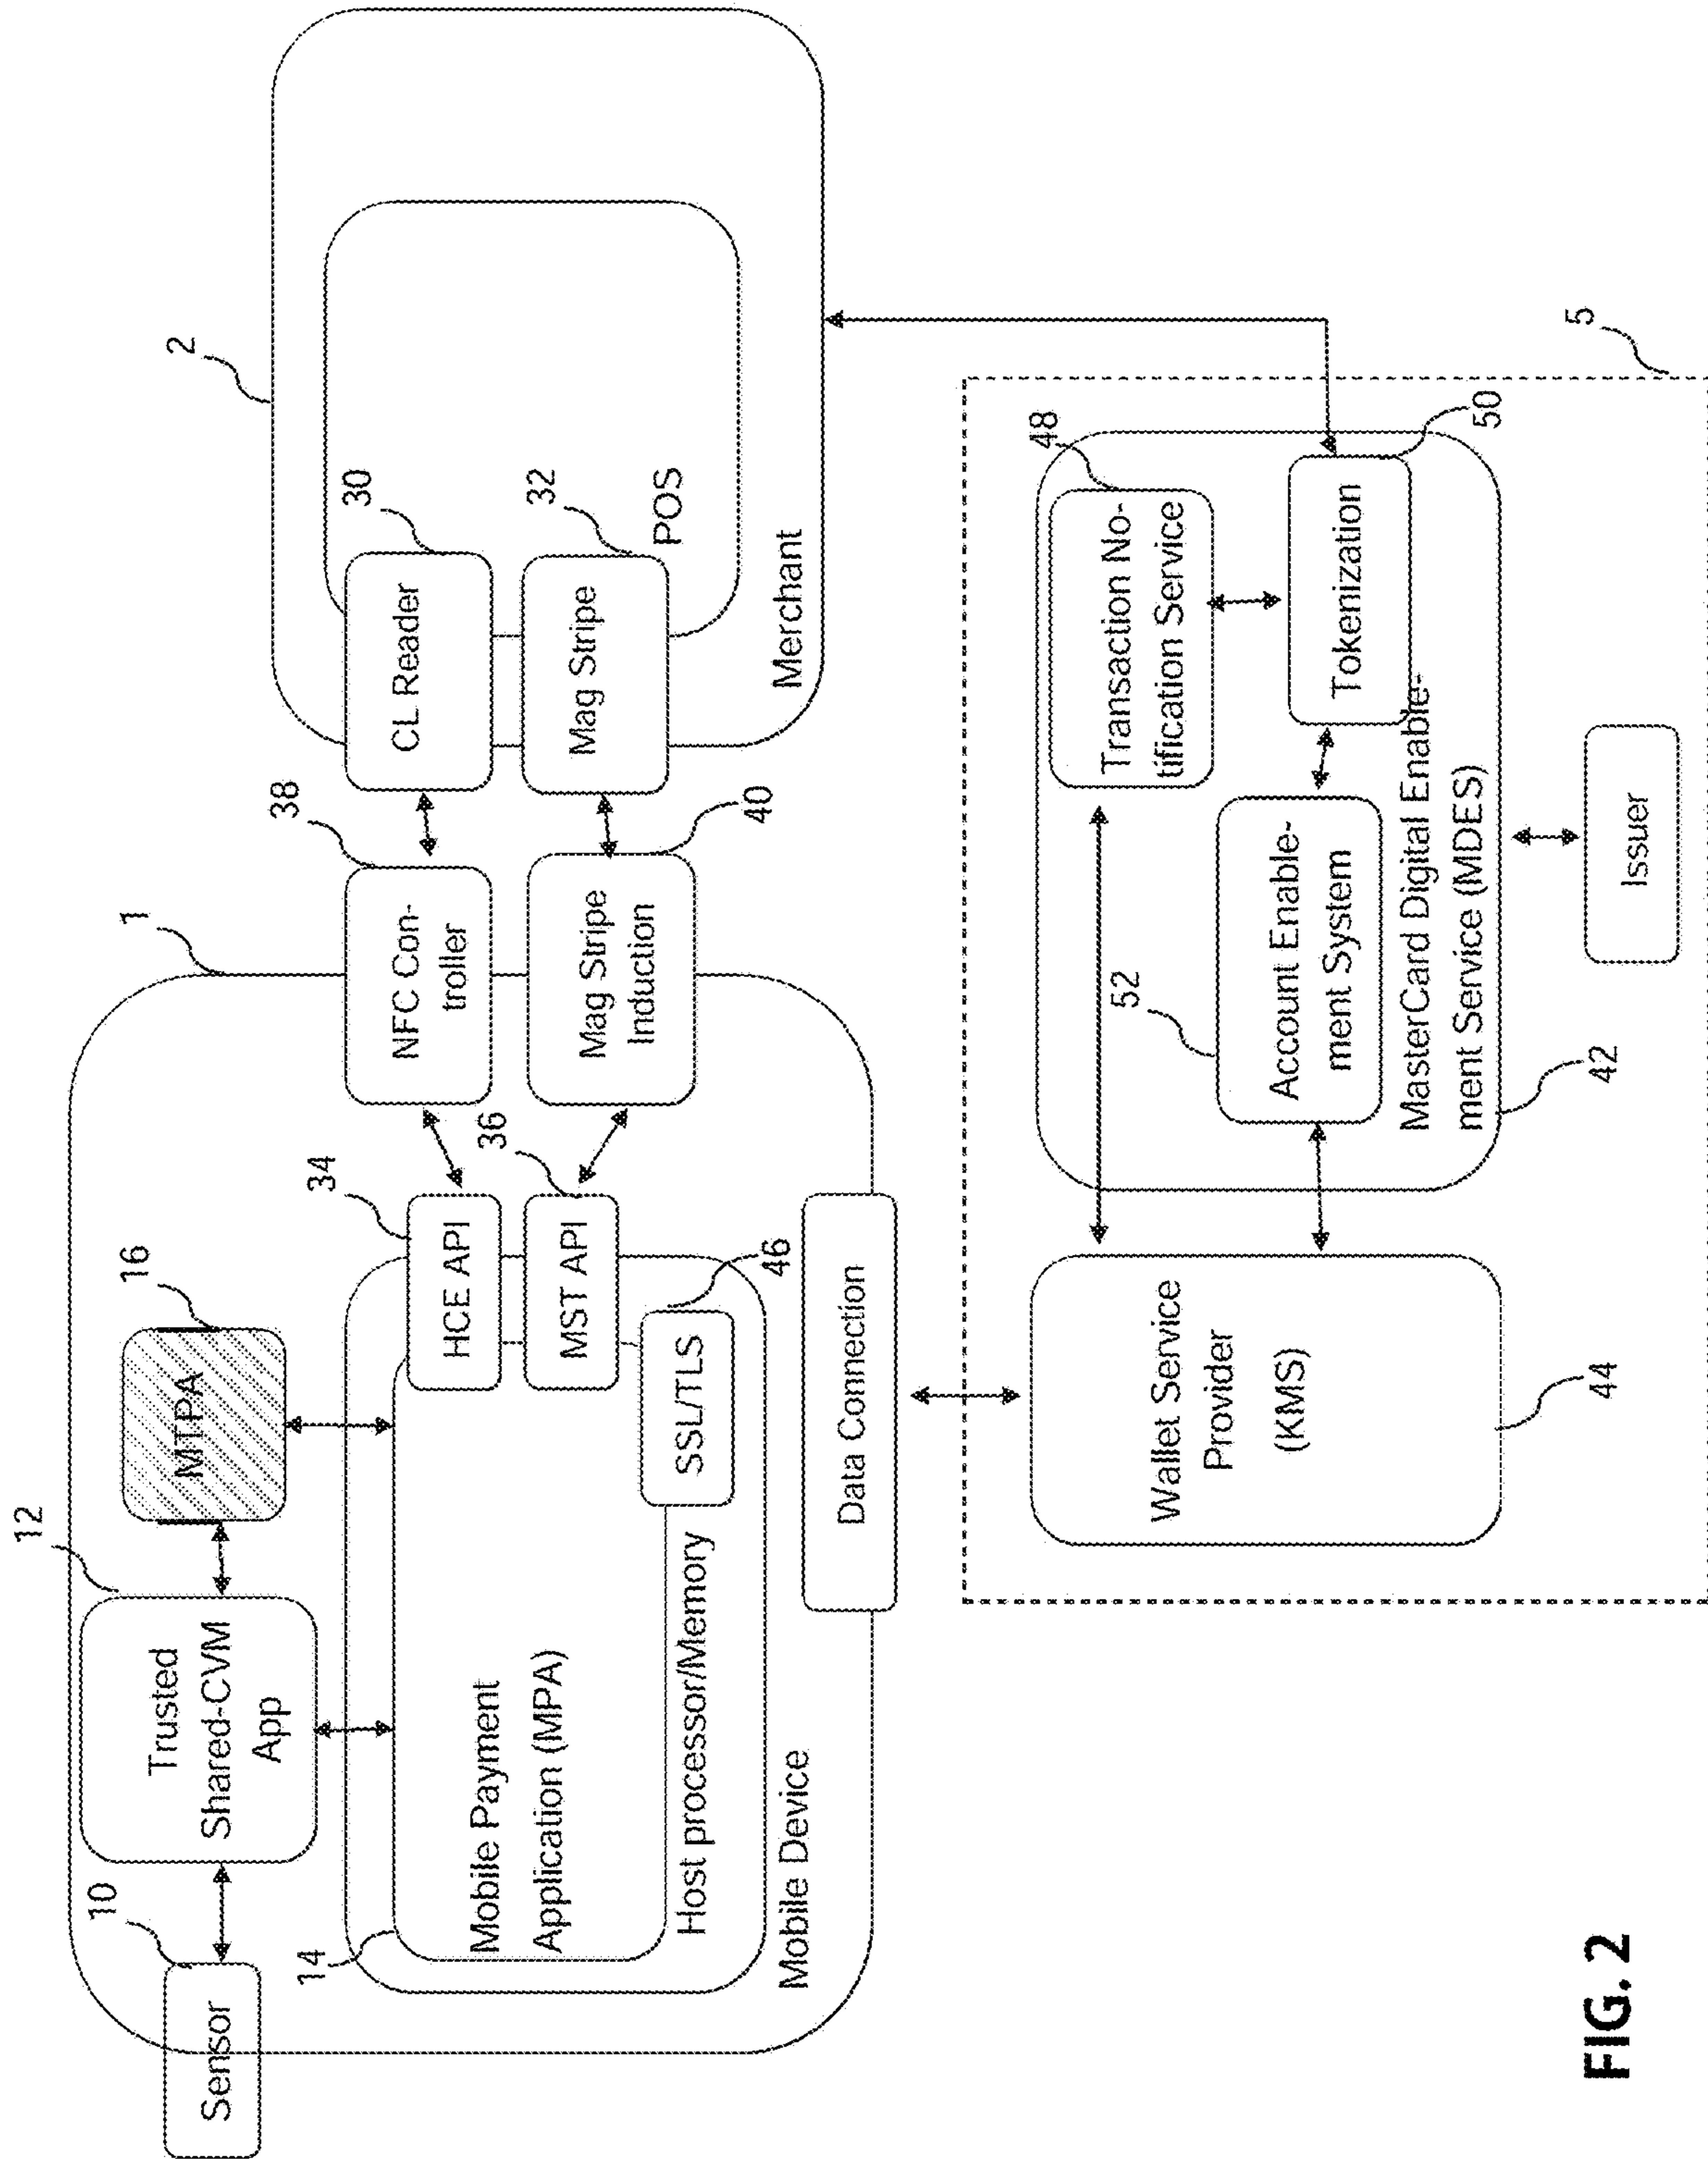 1
2
12
16
10
Sensor
Trusted
Shared-CVM
App
MTPA
14
34
36
38
30
HCE API
MST API
NFC Con-
troller
CL Reader
Mag Stripe
Induction
40
Mag Stripe
32
POS
Merchant
Mobile Payment
Application (MPA)
SSL/TLS
46
Host processor/Memory
Mobile Device
Data Connection
5
Wallet Service
Provider
(KMS)
44
48
Transaction No-
tification Service
52
Account Enable-
ment System
Tokenization
50
MasterCard Digital Enable-
ment Service (MDES)
42
Issuer
FIG. 2